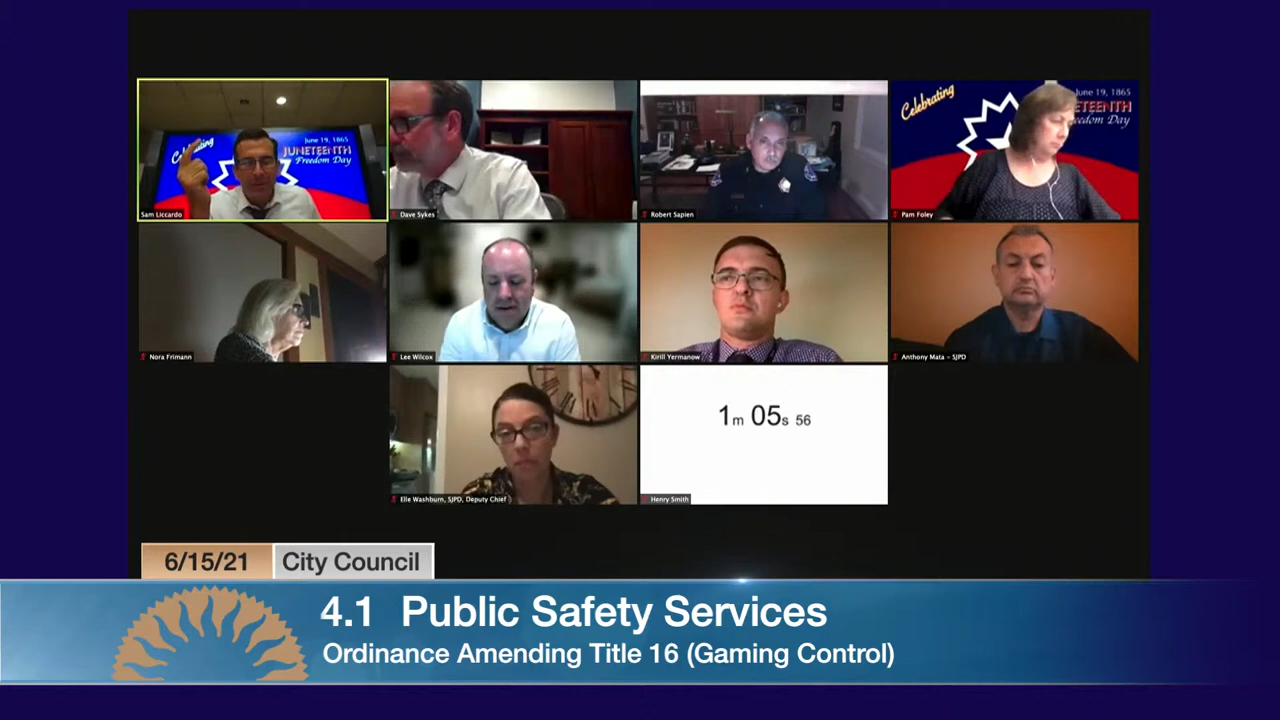 Celebrating
June 19, 1865
JUNETEENTH
Freedom Day
Sam Liccardo
Dave Sykes
Robert Sapien
Celebrating
June 19, 1865
ETEENTH
eedom Day
Pam Foley
Nora Frimann
Lee Wilcox
Kirill Yermanow
Anthony Mata - SJPD
Elle Washburn, SJPD, Deputy Chief
1m 05s 56
Henry Smith
6/15/21 City Council
4.1 Public Safety Services
Ordinance Amending Title 16 (Gaming Control)